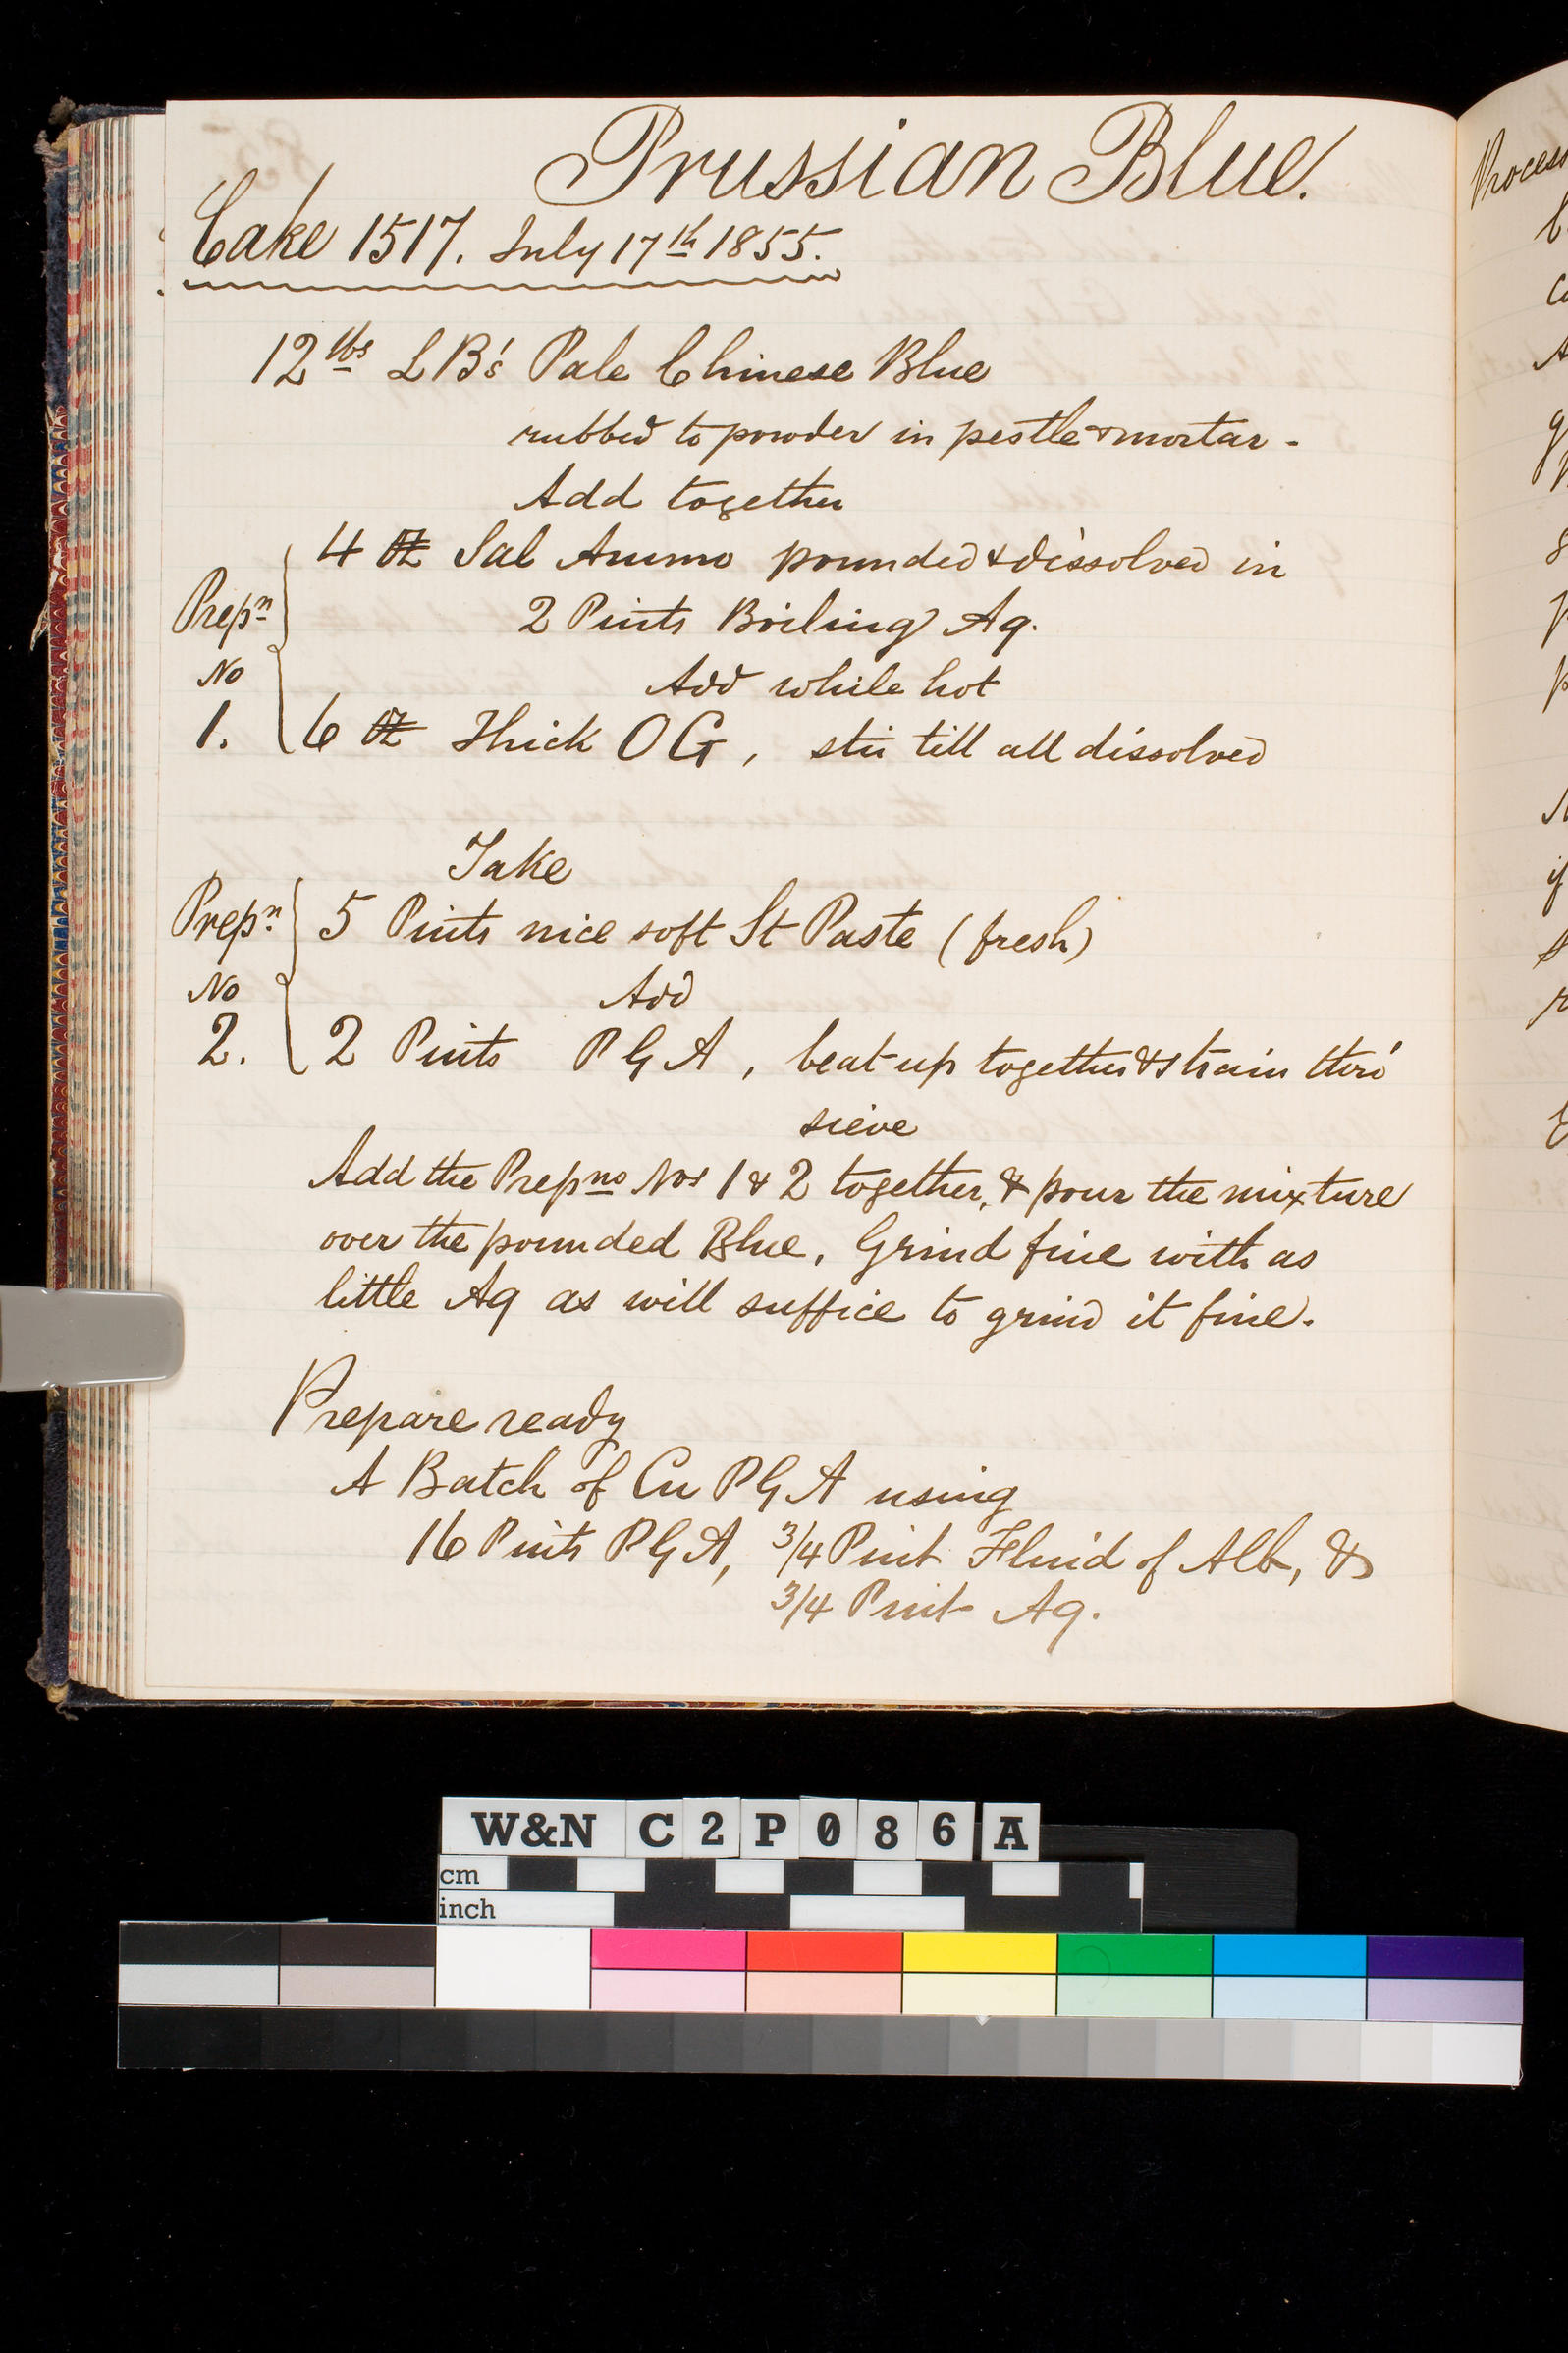 Prussian Blue.
Cake 1517. July 17th 1855.
12 lbs LB's Pale Chinese Blue
rubbed to powder in pestle & mortar -
Add together
4 oz Sal Ammo pounded & dissolved in
2 Pints Boiling Aq.
Add while hot
6 oz Thick OG, stir till all dissolved
Prepn
No
1.
Take
5 Pints nice soft St Paste (fresh)
Add
2 Pints PGA, beat up together & strain thro'
sieve
Prepn
No
2.
Add the Prepns Nos 1 & 2 together, & pour the mixture
over the pounded Blue, Grind fine with as
little Aq as will suffice to grind it fine.
Prepare ready
A Batch of Cu PGA using
16 Pints PGA, 3/4 Pint Fluid of Alb, &
3/4 Pint Aq.
Process
W&N C2P086A
cm
inch